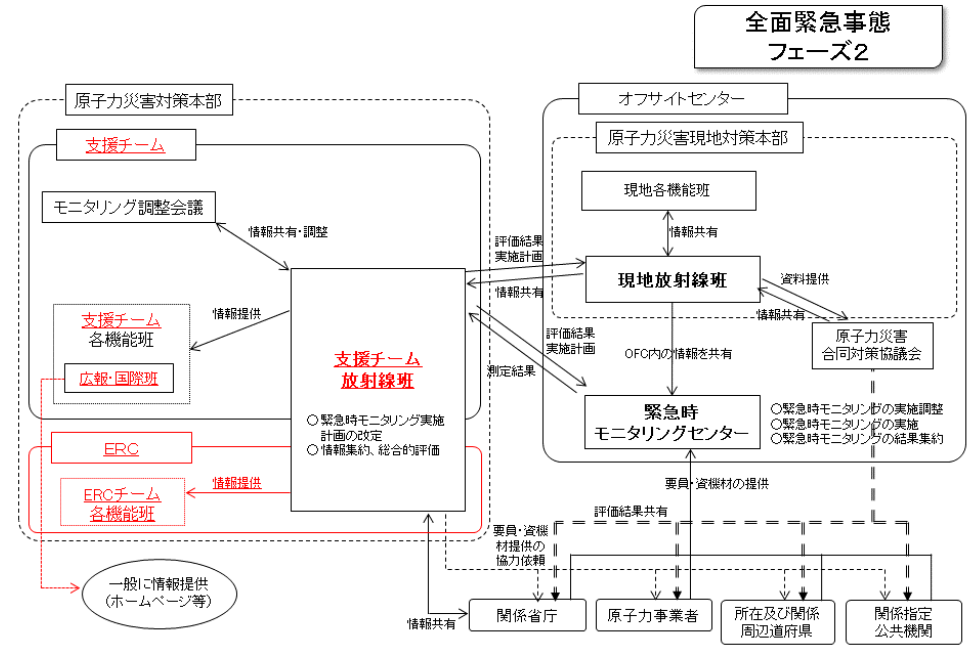 全面緊急事態
フェーズ2
原子力災害対策本部
支援チーム
モニタリング調整会議
情報共有・調整
情報提供
支援チーム
各機能班
広報・国際班
支援チーム
放射線班
○緊急時モニタリング実施
計画の改定
○情報集約、総合的評価
ERC
ERCチーム
各機能班
情報提供
一般に情報提供
(ホームページ等)
評価結果
実施計画
情報共有
評価結果
実施計画
測定結果
オフサイトセンター
原子力災害現地対策本部
現地各機能班
情報共有
現地放射線班
資料提供
情報共有
原子力災害
合同対策協議会
OFC内の情報を共有
緊急時
モニタリングセンター
○緊急時モニタリングの実施調整
○緊急時モニタリングの実施
○緊急時モニタリングの結果集約
要員・資機材の提供
評価結果共有
要員・資機
材提供の
協力依頼
情報共有
関係省庁
原子力事業者
所在及び関係
周辺道府県
関係指定
公共機関